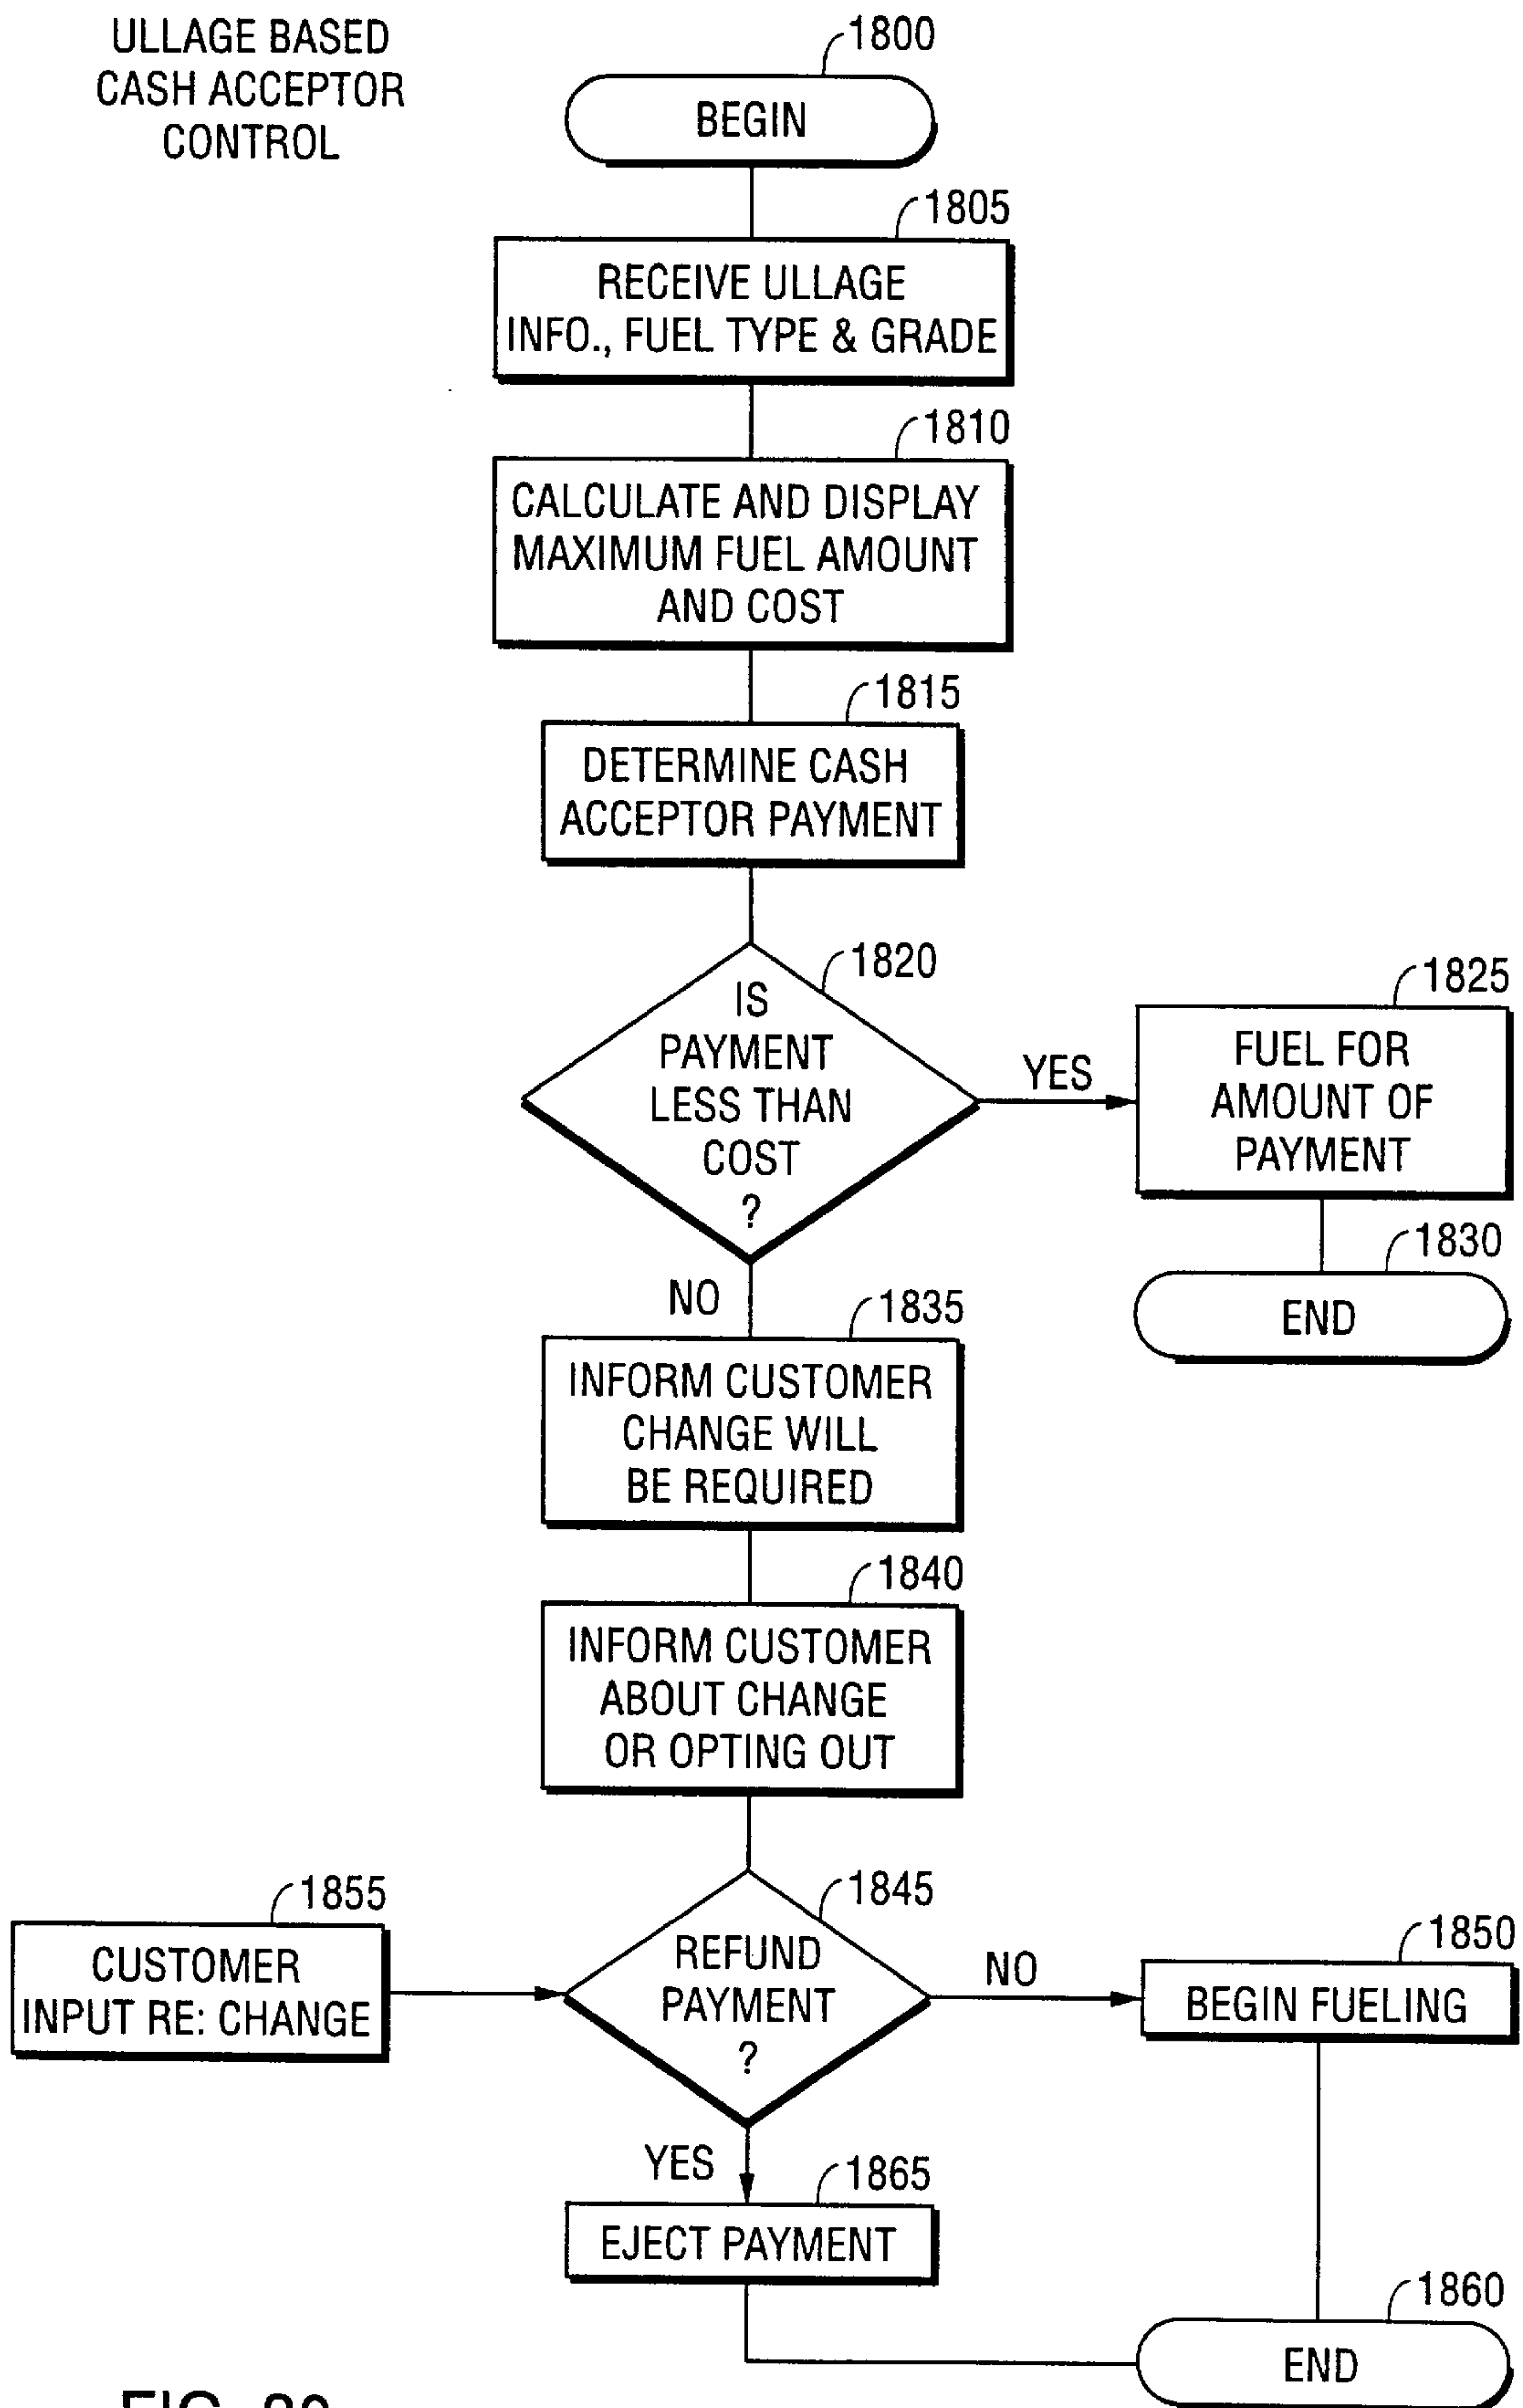 ULLAGE BASED
CASH ACCEPTOR
CONTROL
1800
BEGIN
1805
RECEIVE ULLAGE
INFO., FUEL TYPE & GRADE
1810
CALCULATE AND DISPLAY
MAXIMUM FUEL AMOUNT
AND COST
1815
DETERMINE CASH
ACCEPTOR PAYMENT
1820
IS
PAYMENT
LESS THAN
COST
?
YES
1825
FUEL FOR
AMOUNT OF
PAYMENT
1830
END
NO
1835
INFORM CUSTOMER
CHANGE WILL
BE REQUIRED
1840
INFORM CUSTOMER
ABOUT CHANGE
OR OPTING OUT
1855
CUSTOMER
INPUT RE: CHANGE
1845
REFUND
PAYMENT
?
NO
1850
BEGIN FUELING
YES
1865
EJECT PAYMENT
1860
END
FIG.